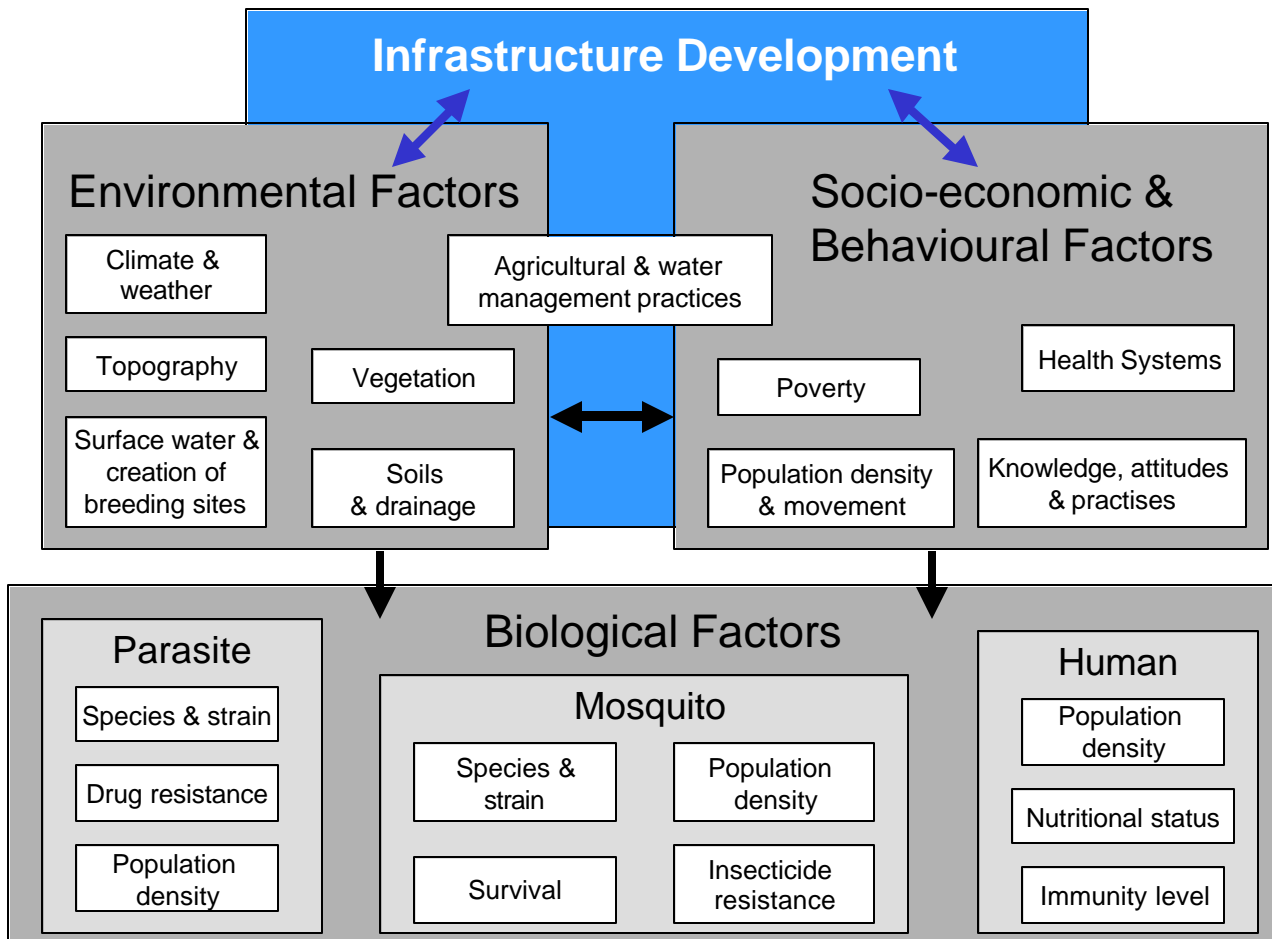 Infrastructure Development
Environmental Factors
Climate &
weather
Topography
Vegetation
Surface water &
creation of
breeding sites
Soils
& drainage
Agricultural & water
management practices
Socio-economic &
Behavioural Factors
Health Systems
Poverty
Population density
& movement
Knowledge, attitudes
& practises
Biological Factors
Parasite
Species & strain
Drug resistance
Population
density
Mosquito
Species &
strain
Population
density
Survival
Insecticide
resistance
Human
Population
density
Nutritional status
Immunity level